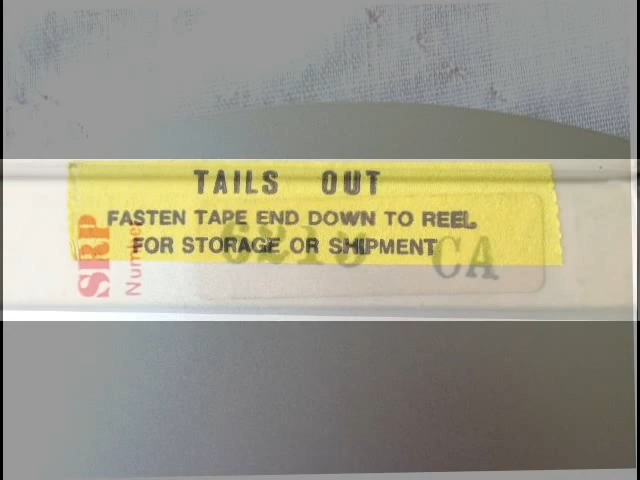 TAILS OUT
FASTEN TAPE END DOWN TO REEL
FOR STORAGE OR SHIPMENT
CA
SRP
Number